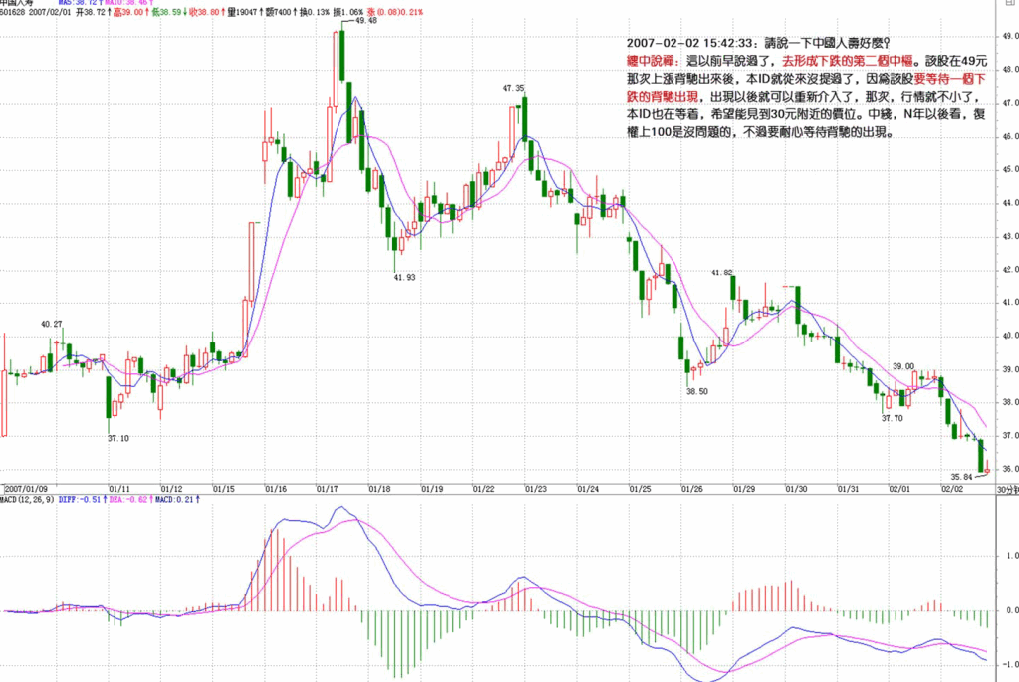 中国人寿 MA5:38.72↑ MA10:38.46↑
601628 2007/02/01 开38.72↑高39.00↑低38.59↓收38.80↑量19047↑额7400↑换0.13% 振1.06% 涨(0.08)0.21%
49.48
2007-02-02 15:42:33：請說一下中國人壽好麼?
纏中說禪：這以前早說過了，去形成下跌的第二個中樞。該股在49元
那次上漲背馳出來後，本ID就從來沒提過了，因爲該股要等待一個下
跌的背馳出現，出現以後就可以重新介入了，那次，行情就不小了，
本ID也在等着，希望能見到30元附近的價位。中綫，N年以後看，復
權上100是沒問題的，不過要耐心等待背馳的出現。
49.0
48.0
47.35
47.0
46.0
45.0
44.0
43.0
41.93
42.0
41.82
41.0
40.27
40.0
39.00
39.0
38.50
38.0
37.70
37.10
37.0
36.0
35.84
2007/01/09 01/11 01/12 01/15 01/16 01/17 01/18 01/19 01/22 01/23 01/24 01/25 01/26 01/29 01/30 01/31 02/01 02/02 30分钟
MACD(12,26,9) DIFF:-0.51↑DEA:-0.62↑MACD:0.21↑
1.0
0.0
-1.0